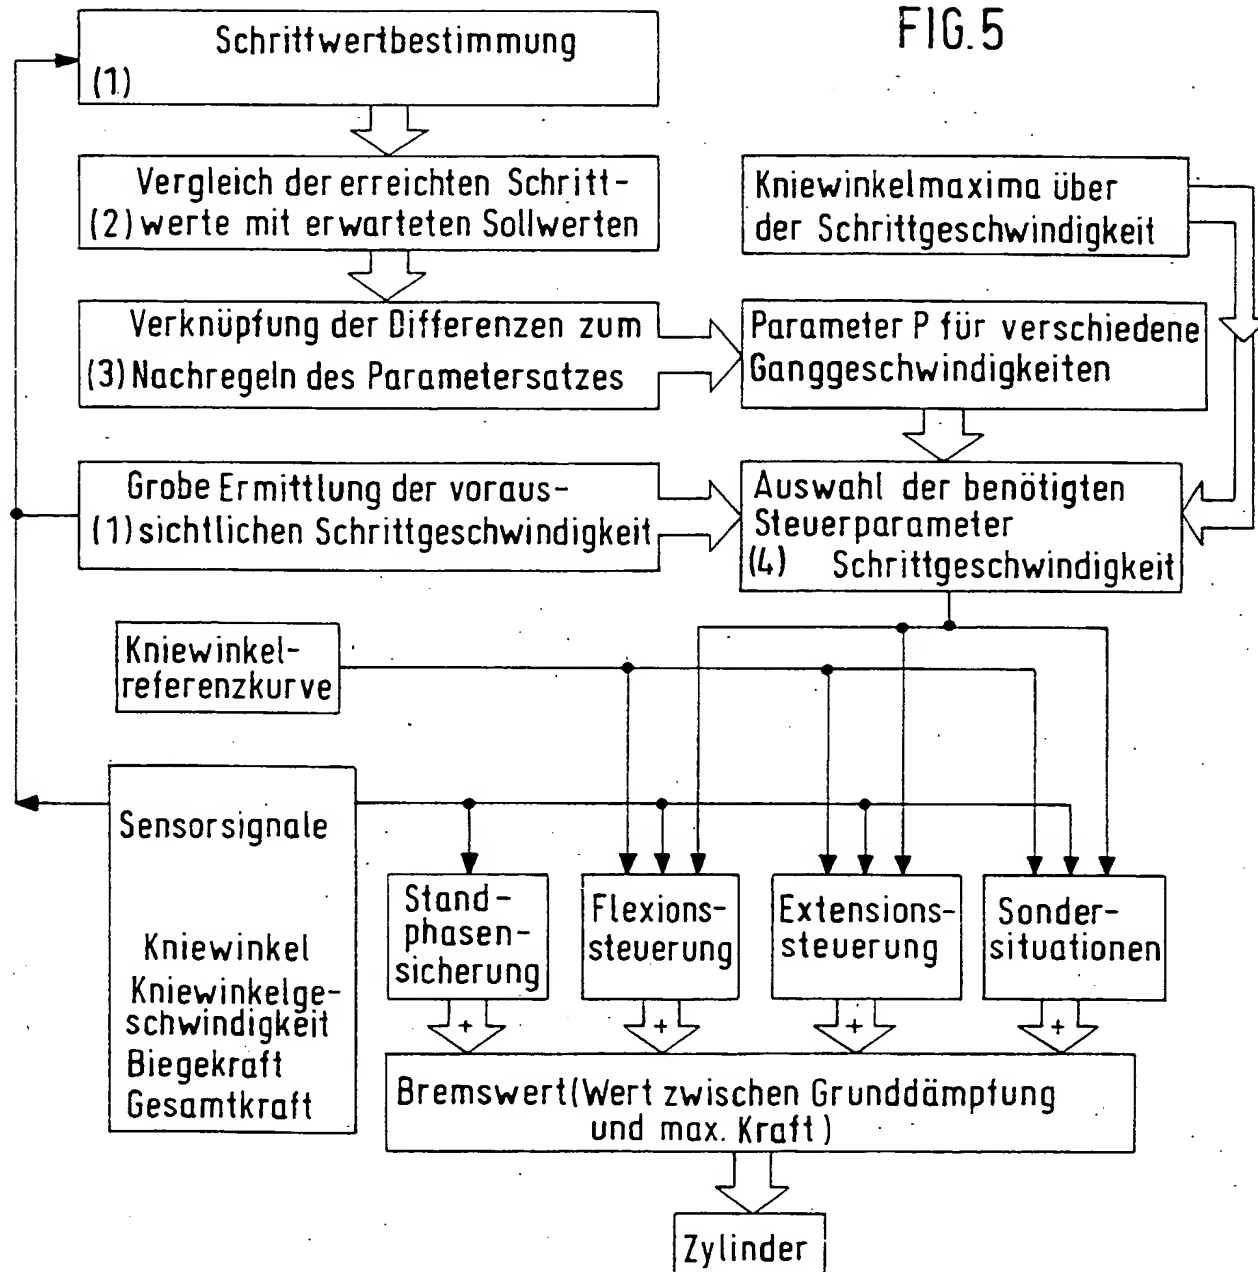 FIG.5
Schrittwertbestimmung
(1)
Vergleich der erreichten Schritt-
(2) werte mit erwarteten Sollwerten
Kniewinkelmaxima über
der Schrittgeschwindigkeit
Verknüpfung der Differenzen zum
(3) Nachregeln des Parametersatzes
Parameter P für verschiedene
Ganggeschwindigkeiten
Grobe Ermittlung der voraus-
(1) sichtlichen Schrittgeschwindigkeit
Auswahl der benötigten
Steuerparameter
(4) Schrittgeschwindigkeit
Kniewinkel-
referenzkurve
Sensorsignale
Kniewinkel
Kniewinkelge-
schwindigkeit
Biegekraft
Gesamtkraft
Stand-
phasen-
sicherung
Flexions-
steuerung
Extensions-
steuerung
Sonder-
situationen
+
+
+
+
Bremswert (Wert zwischen Grunddämpfung
und max. Kraft)
Zylinder